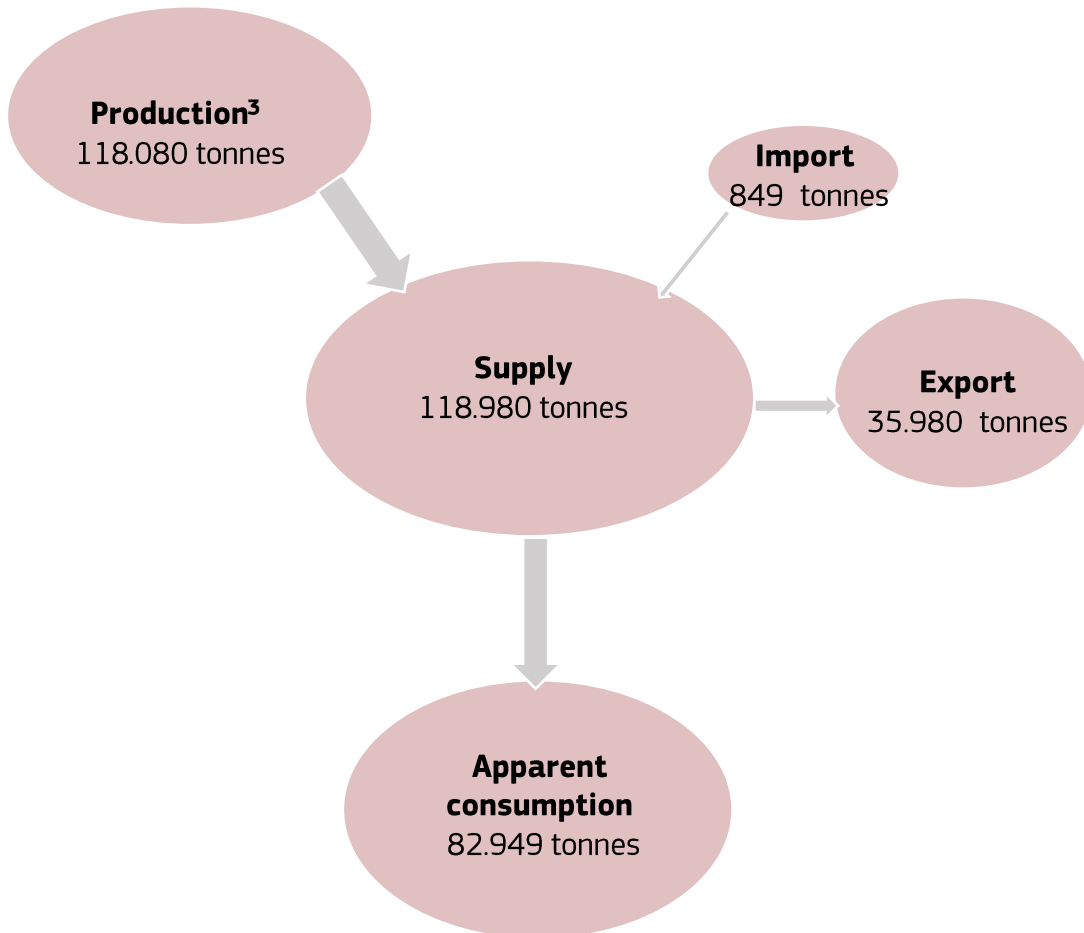 Production³
118.080 tonnes
Import
849 tonnes
Supply
118.980 tonnes
Export
35.980 tonnes
Apparent
consumption
82.949 tonnes